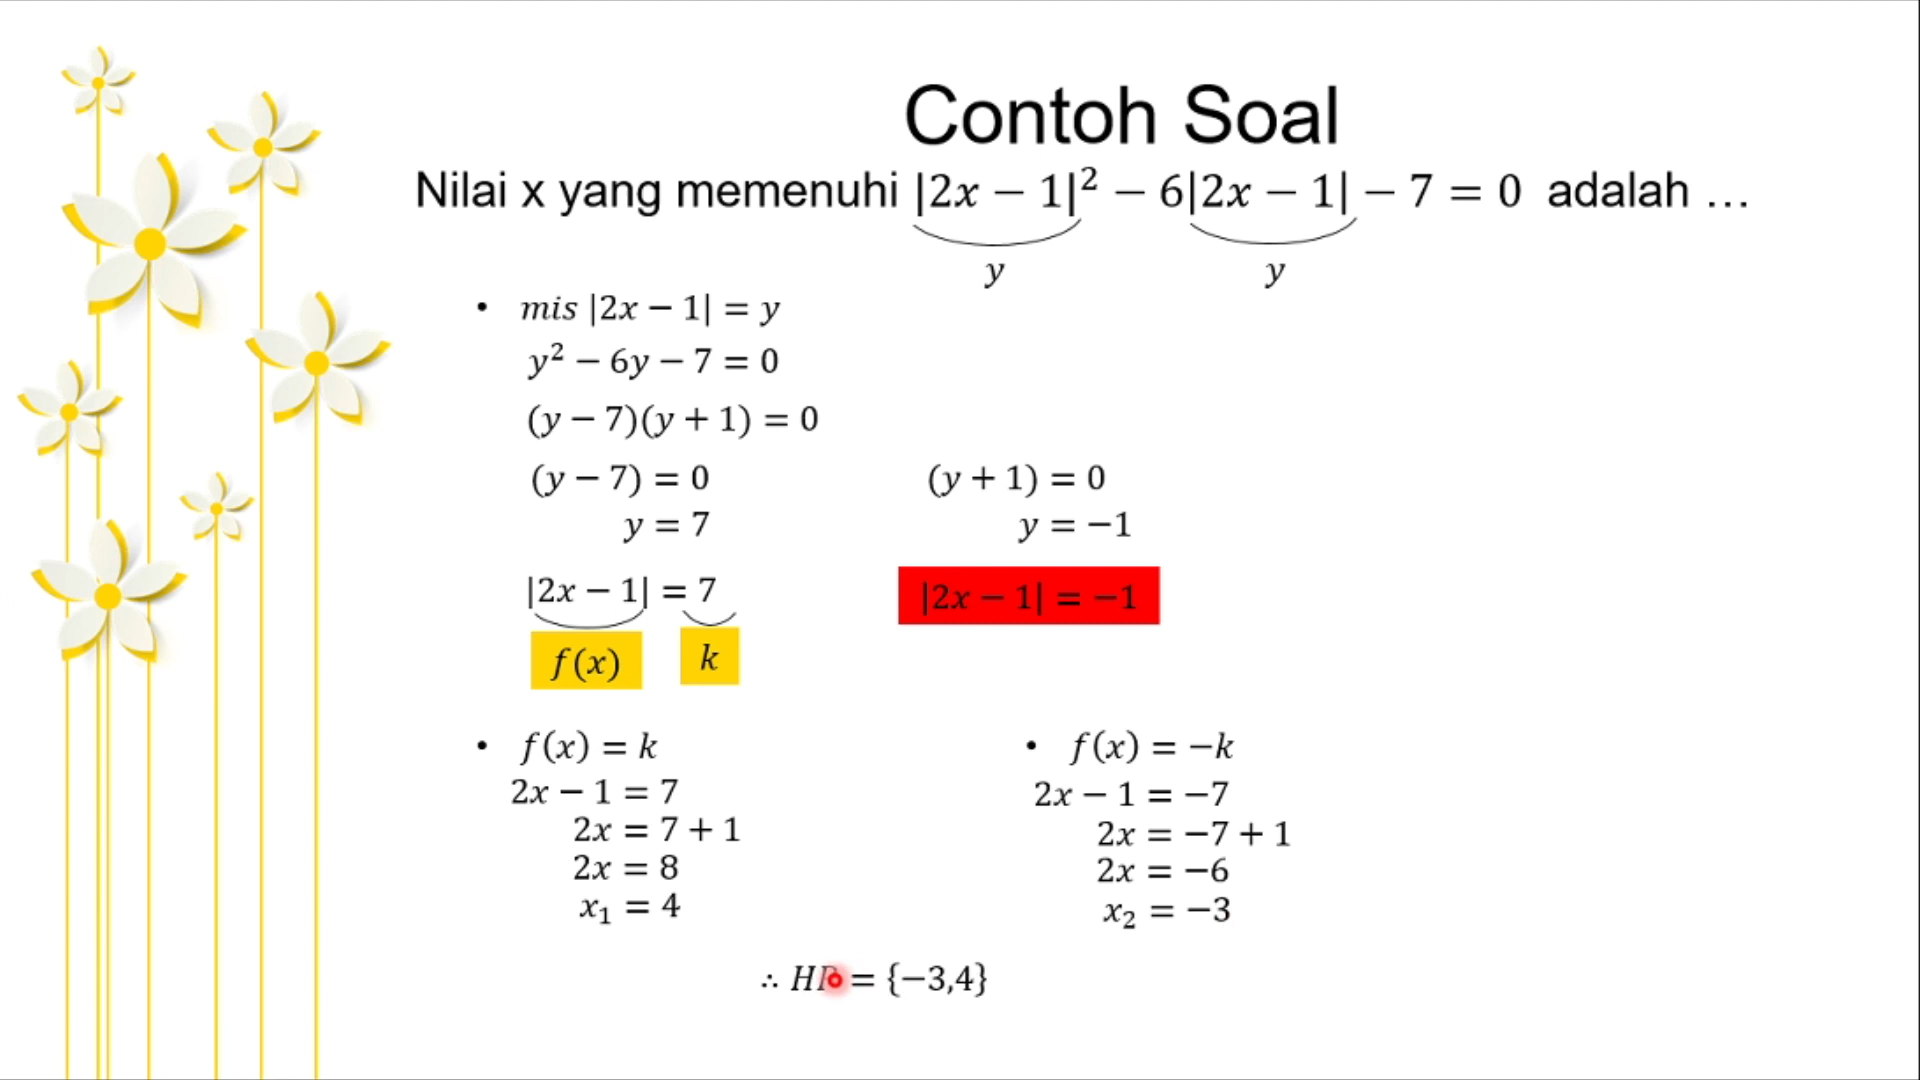 Contoh Soal
Nilai x yang memenuhi |2x − 1|² − 6|2x − 1| − 7 = 0 adalah …
y y
• mis |2x − 1| = y
y² − 6y − 7 = 0
(y − 7)(y + 1) = 0
(y − 7) = 0 (y + 1) = 0
y = 7 y = −1
|2x − 1| = 7 |2x − 1| = −1
f(x) k
• f(x) = k
2x − 1 = 7
2x = 7 + 1
2x = 8
x₁ = 4
• f(x) = −k
2x − 1 = −7
2x = −7 + 1
2x = −6
x₂ = −3
∴ HP = {−3,4}